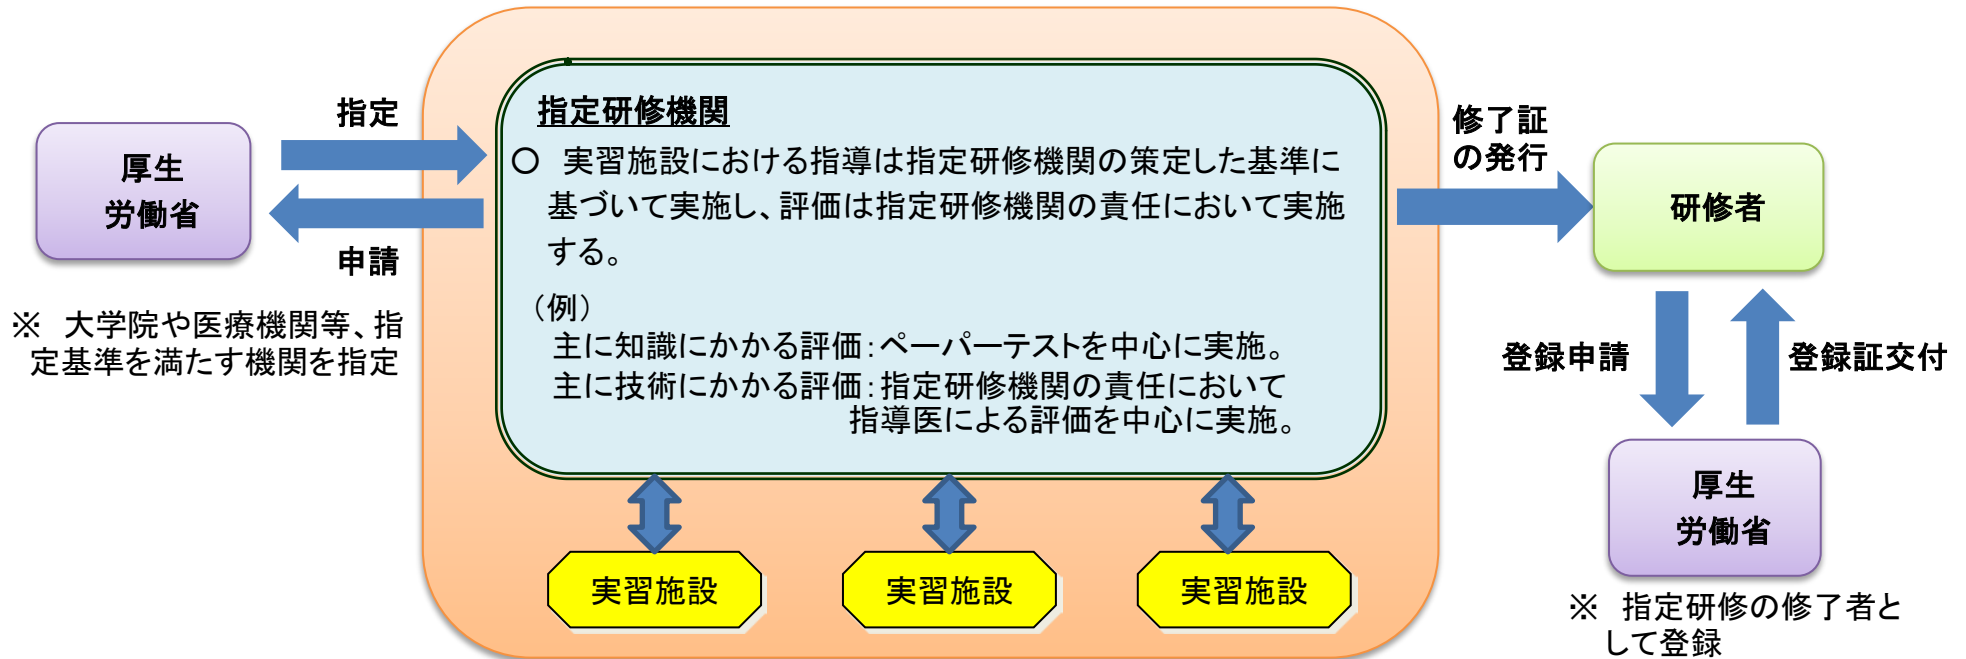 指定
厚生
労働省
申請
※ 大学院や医療機関等、指
定基準を満たす機関を指定
指定研修機関
○ 実習施設における指導は指定研修機関の策定した基準に
基づいて実施し、評価は指定研修機関の責任において実施
する。
（例）
主に知識にかかる評価：ペーパーテストを中心に実施。
主に技術にかかる評価：指定研修機関の責任において
指導医による評価を中心に実施。
実習施設
実習施設
実習施設
修了証
の発行
研修者
登録申請
登録証交付
厚生
労働省
※ 指定研修の修了者と
して登録